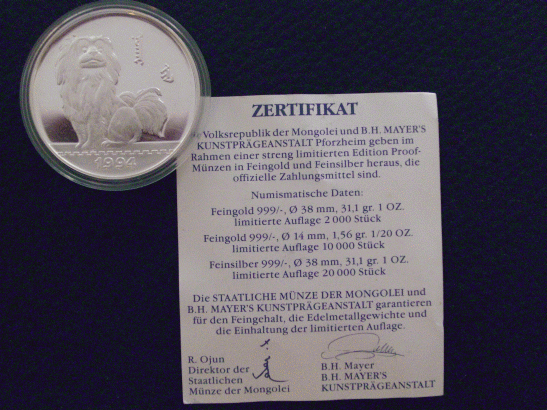 1994
ZERTIFIKAT
Volksrepublik der Mongolei und B.H. MAYER'S
KUNSTPRÄGEANSTALT Pforzheim geben im
Rahmen einer streng limitierten Edition Proof-
Münzen in Feingold und Feinsilber heraus, die
offizielle Zahlungsmittel sind.
Numismatische Daten:
Feingold 999/-, Ø 38 mm, 31,1 gr. 1 OZ.
limitierte Auflage 2 000 Stück
Feingold 999/-, Ø 14 mm, 1,56 gr. 1/20 OZ.
limitierte Auflage 10 000 Stück
Feinsilber 999/-, Ø 38 mm, 31,1 gr. 1 OZ.
limitierte Auflage 20 000 Stück
Die STAATLICHE MÜNZE DER MONGOLEI und
B.H. MAYER'S KUNSTPRÄGEANSTALT garantieren
für den Feingehalt, die Edelmetallgewichte und
die Einhaltung der limitierten Auflage.
R. Ojun
Direktor der
Staatlichen
Münze der Mongolei
B.H. Mayer
B.H. MAYER'S
KUNSTPRÄGEANSTALT